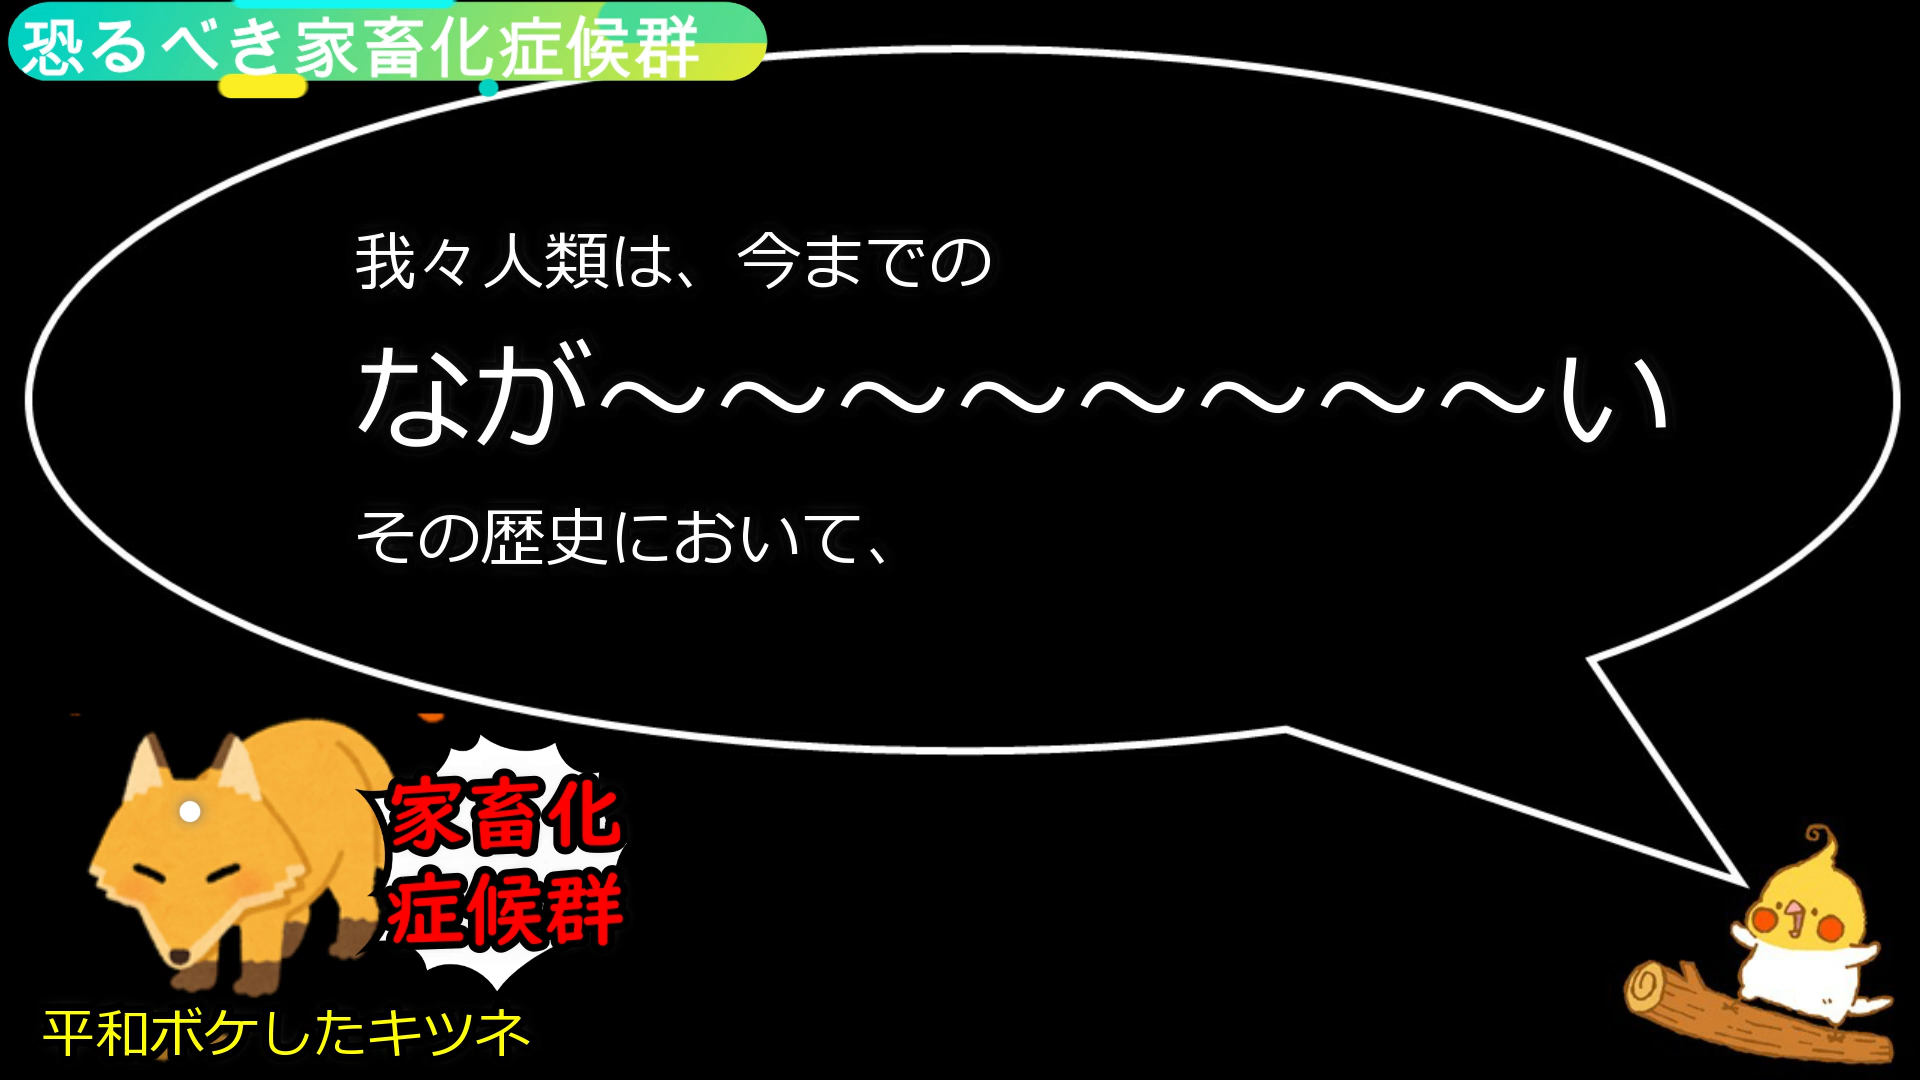 恐るべき家畜化症候群
我々人類は、今までの
なが～～～～～～～～い
その歴史において、
家畜化
症候群
平和ボケしたキツネ